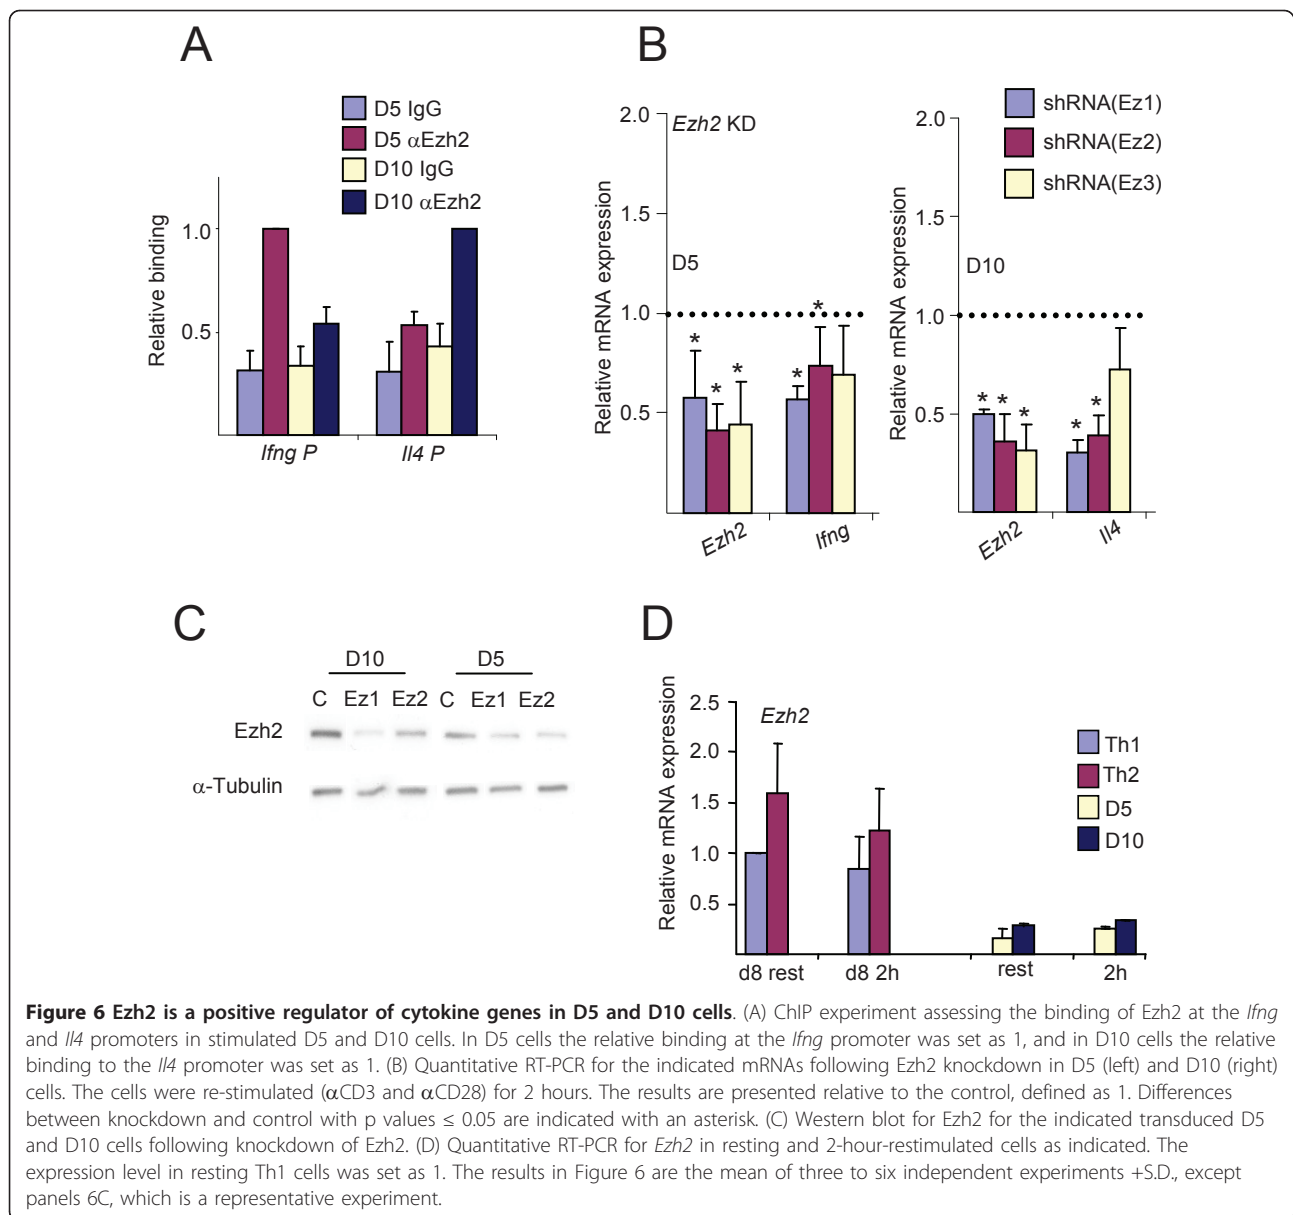 A
D5 IgG
D5 αEzh2
D10 IgG
D10 αEzh2
Relative binding
1.0
0.5
Ifng P
Il4 P
B
shRNA(Ez1)
shRNA(Ez2)
shRNA(Ez3)
Relative mRNA expression
2.0
1.5
1.0
0.5
Ezh2 KD
D5
* * * * *
Ezh2
Ifng
Relative mRNA expression
2.0
1.5
1.0
0.5
D10
* * * * *
Ezh2
Il4
C
D10
D5
C Ez1 Ez2 C Ez1 Ez2
Ezh2
α-Tubulin
D
Relative mRNA expression
2.5
2.0
1.5
1.0
0.5
Ezh2
Th1
Th2
D5
D10
d8 rest
d8 2h
rest
2h
Figure 6 Ezh2 is a positive regulator of cytokine genes in D5 and D10 cells. (A) ChIP experiment assessing the binding of Ezh2 at the Ifng
and Il4 promoters in stimulated D5 and D10 cells. In D5 cells the relative binding at the Ifng promoter was set as 1, and in D10 cells the relative
binding to the Il4 promoter was set as 1. (B) Quantitative RT-PCR for the indicated mRNAs following Ezh2 knockdown in D5 (left) and D10 (right)
cells. The cells were re-stimulated (αCD3 and αCD28) for 2 hours. The results are presented relative to the control, defined as 1. Differences
between knockdown and control with p values ≤ 0.05 are indicated with an asterisk. (C) Western blot for Ezh2 for the indicated transduced D5
and D10 cells following knockdown of Ezh2. (D) Quantitative RT-PCR for Ezh2 in resting and 2-hour-restimulated cells as indicated. The
expression level in resting Th1 cells was set as 1. The results in Figure 6 are the mean of three to six independent experiments +S.D., except
panels 6C, which is a representative experiment.